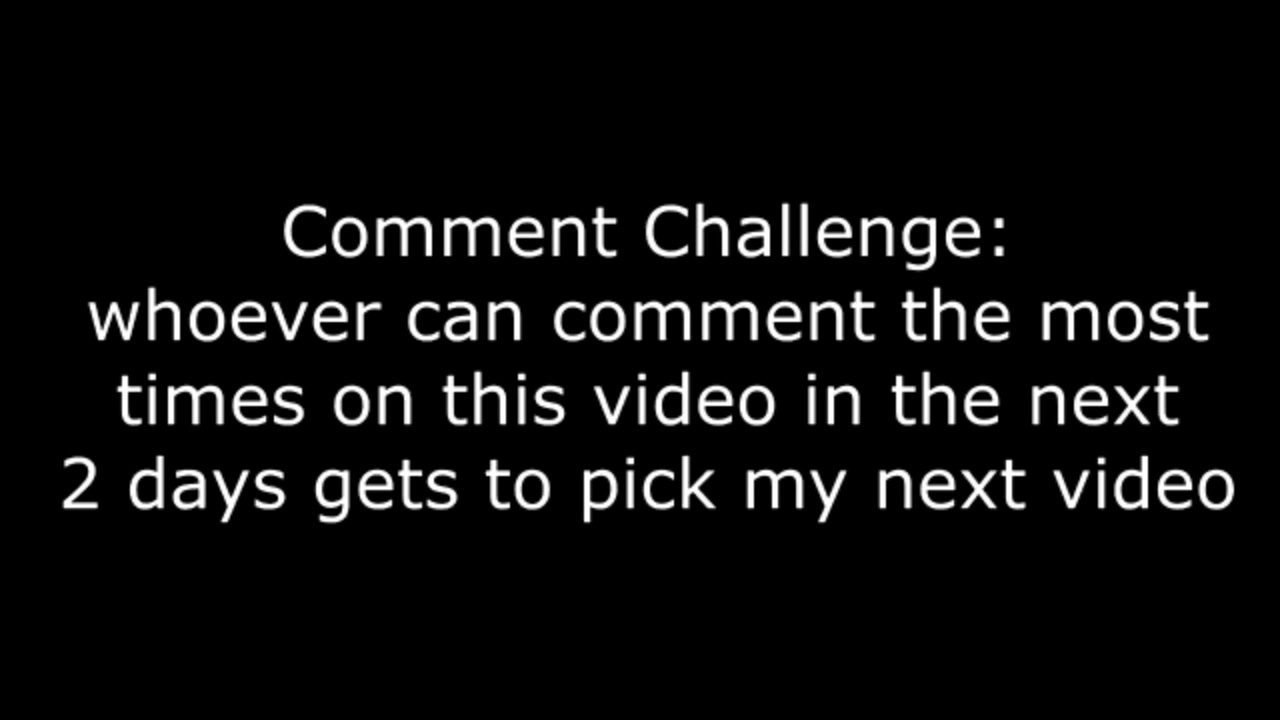 Comment Challenge:
whoever can comment the most
times on this video in the next
2 days gets to pick my next video